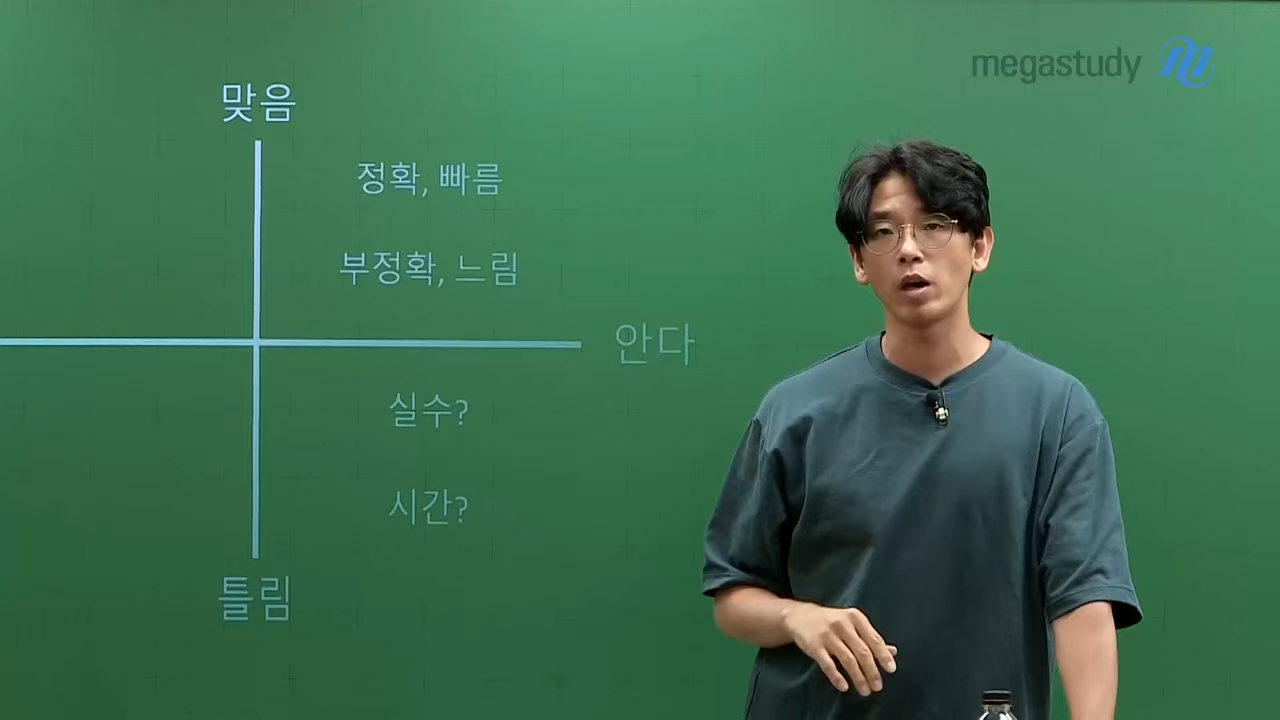 megastudy
맞음
정확, 빠름
부정확, 느림
안다
실수?
시간?
틀림